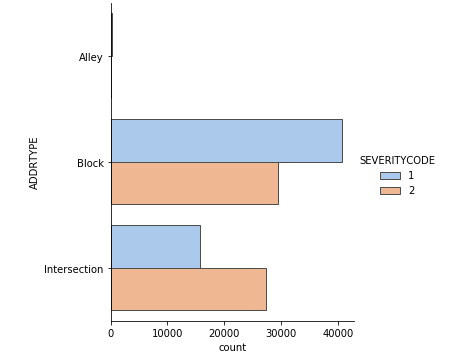 Alley
Block
Intersection
ADDRTYPE
0 10000 20000 30000 40000
count
SEVERITYCODE
1
2